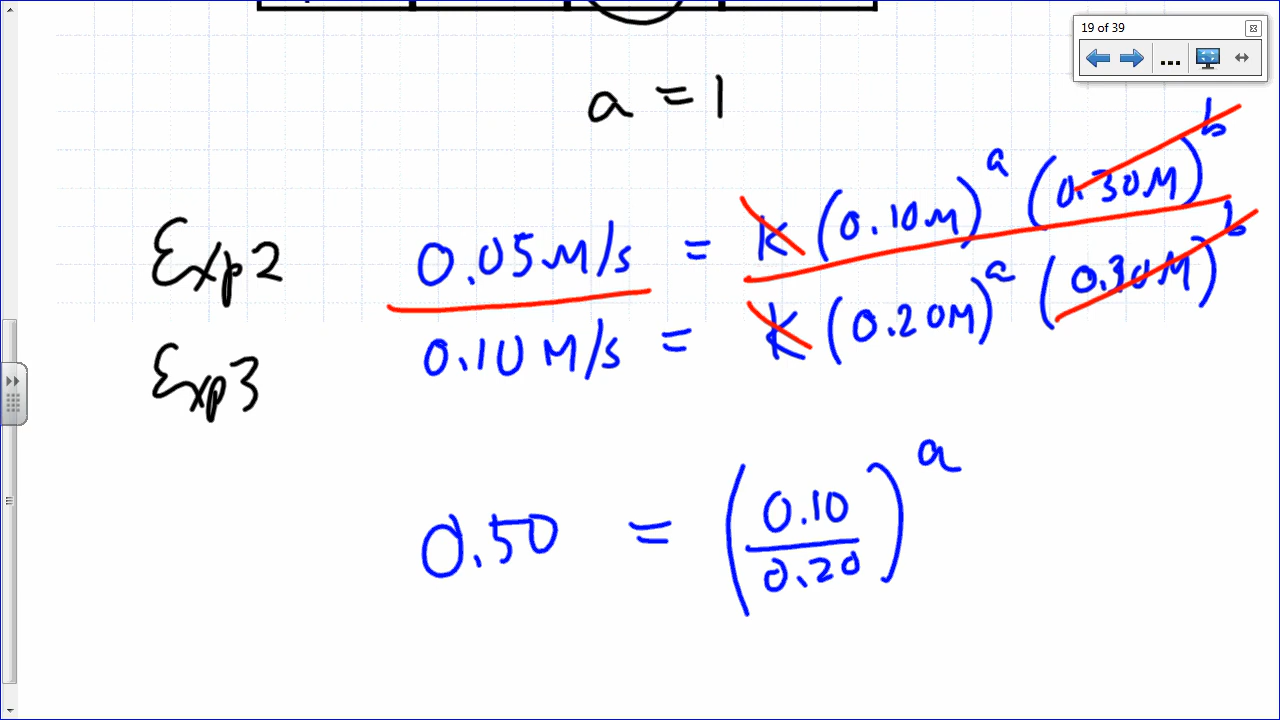 19 of 39
...
a = 1
Exp2 0.05 M/s = k (0.10 M)^a (0.30 M)^b
Exp3 0.10 M/s = k (0.20 M)^a (0.30 M)^b
0.50 = (0.10/0.20)^a